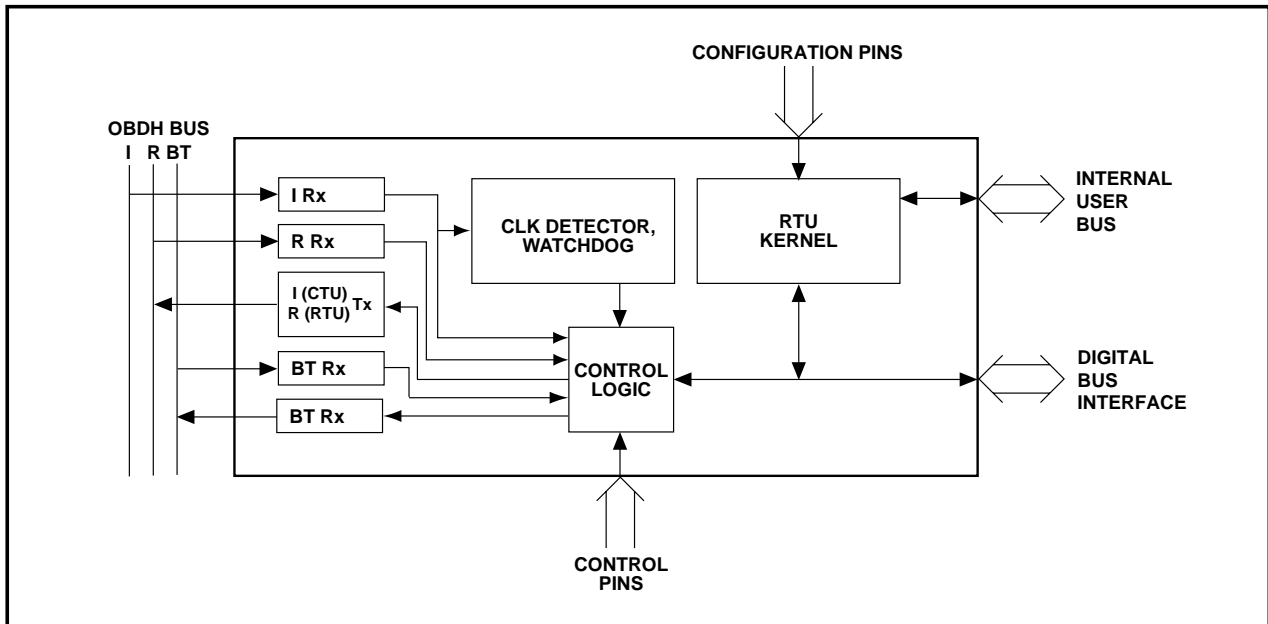 CONFIGURATION PINS
OBDH BUS
I R BT
I Rx
R Rx
I (CTU)
R (RTU) Tx
BT Rx
BT Rx
CLK DETECTOR,
WATCHDOG
RTU
KERNEL
CONTROL
LOGIC
INTERNAL
USER
BUS
DIGITAL
BUS
INTERFACE
CONTROL
PINS